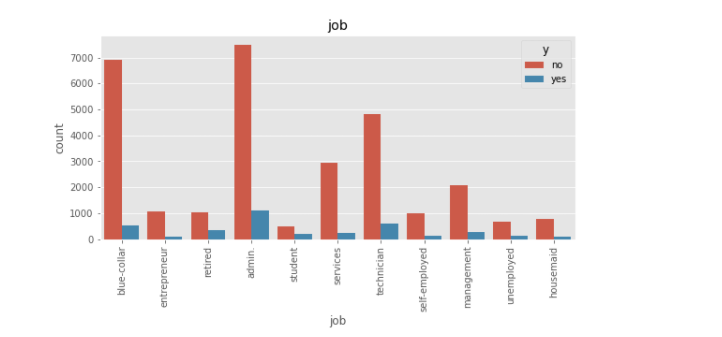 job
y
no
yes
count
7000
6000
5000
4000
3000
2000
1000
0
blue-collar
entrepreneur
retired
admin.
student
services
technician
self-employed
management
unemployed
housemaid
job